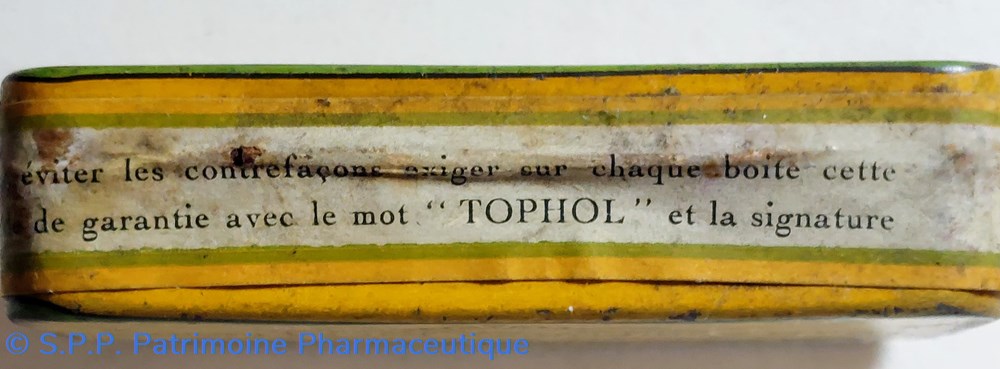 éviter les contrefaçons exiger sur chaque boite cette
de garantie avec le mot “ TOPHOL ” et la signature
© S.P.P. Patrimoine Pharmaceutique